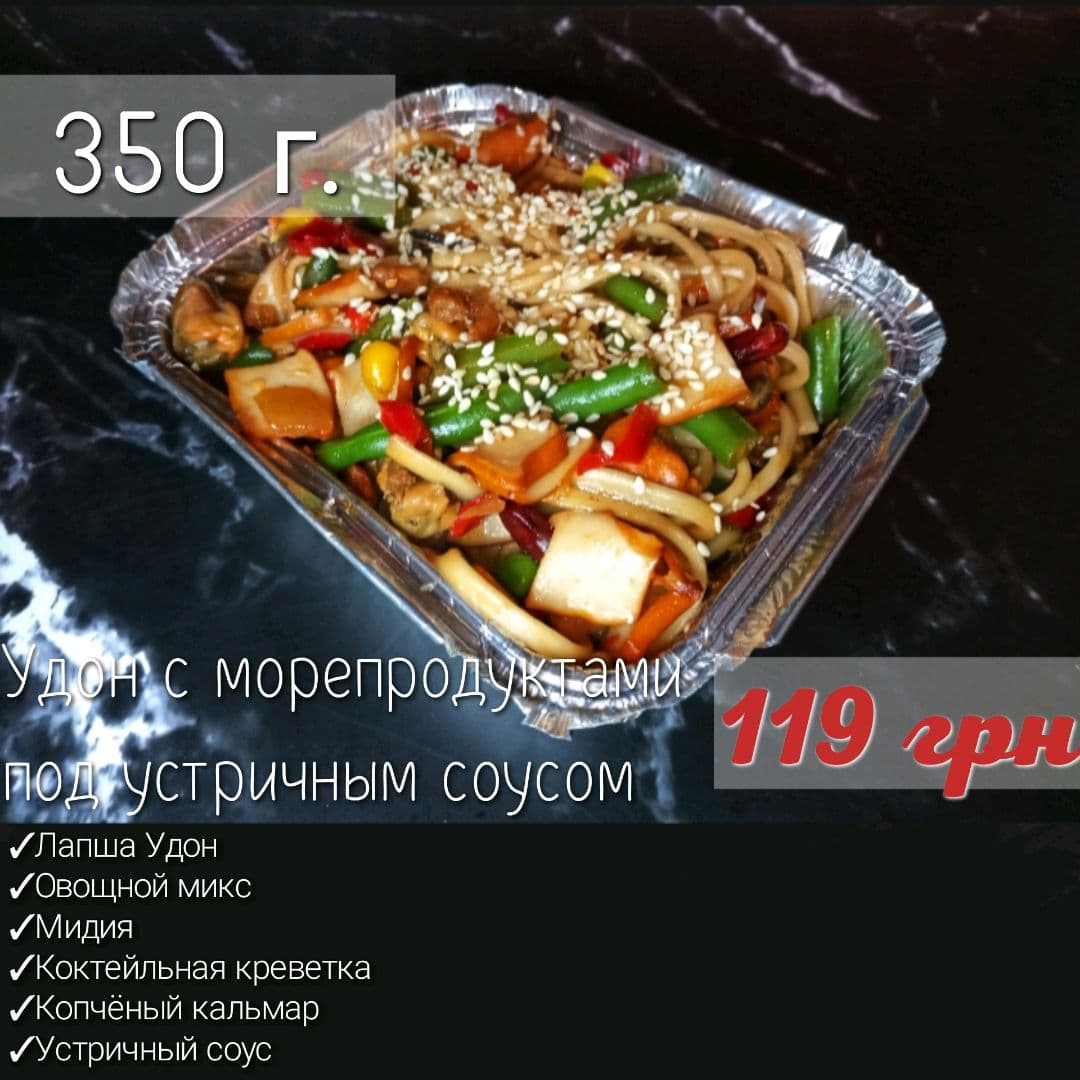 350 г.
Удон с морепродуктами
под устричным соусом
119 грн
✓Лапша Удон
✓Овощной микс
✓Мидия
✓Коктейльная креветка
✓Копчёный кальмар
✓Устричный соус